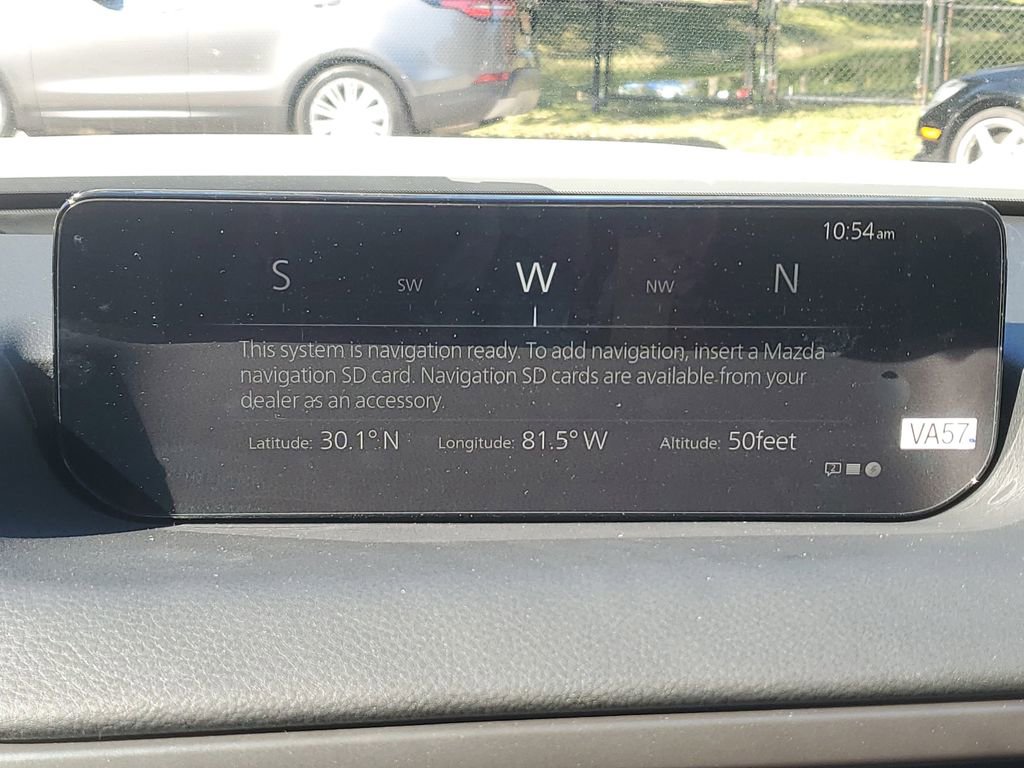 10:54am
S SW W NW N
This system is navigation ready. To add navigation, insert a Mazda
navigation SD card. Navigation SD cards are available from your
dealer as an accessory.
Latitude: 30.1° N Longitude: 81.5° W Altitude: 50feet
VA57